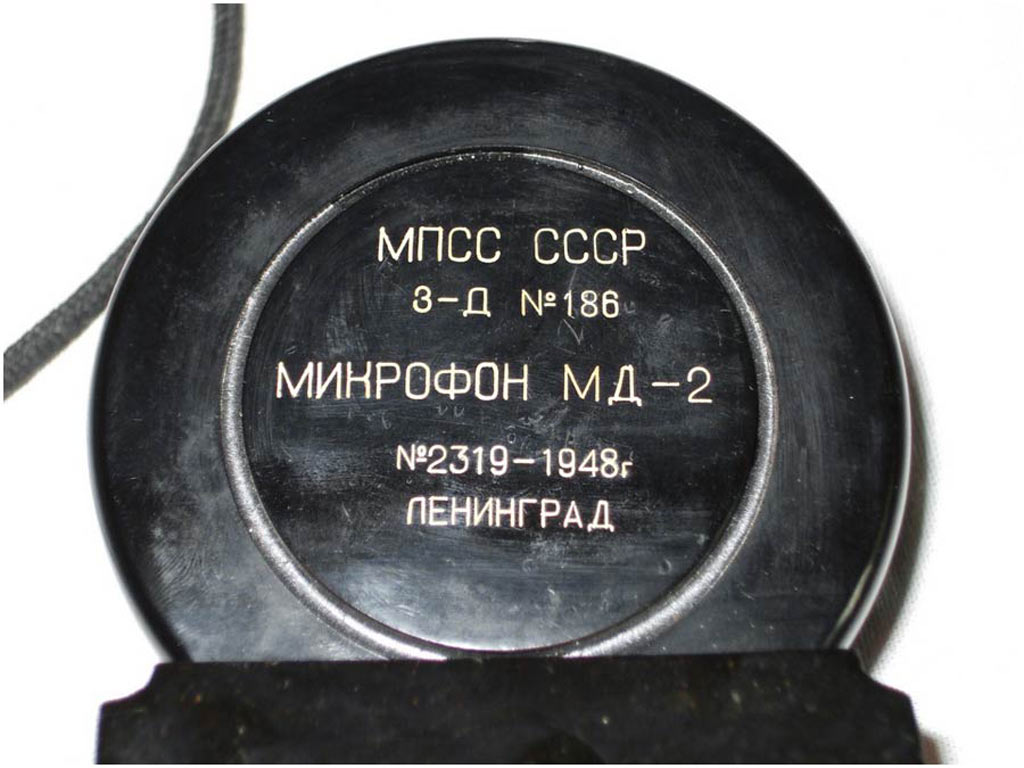 МПСС СССР
З-Д №186
МИКРОФОН МД-2
№2319-1948г
ЛЕНИНГРАД